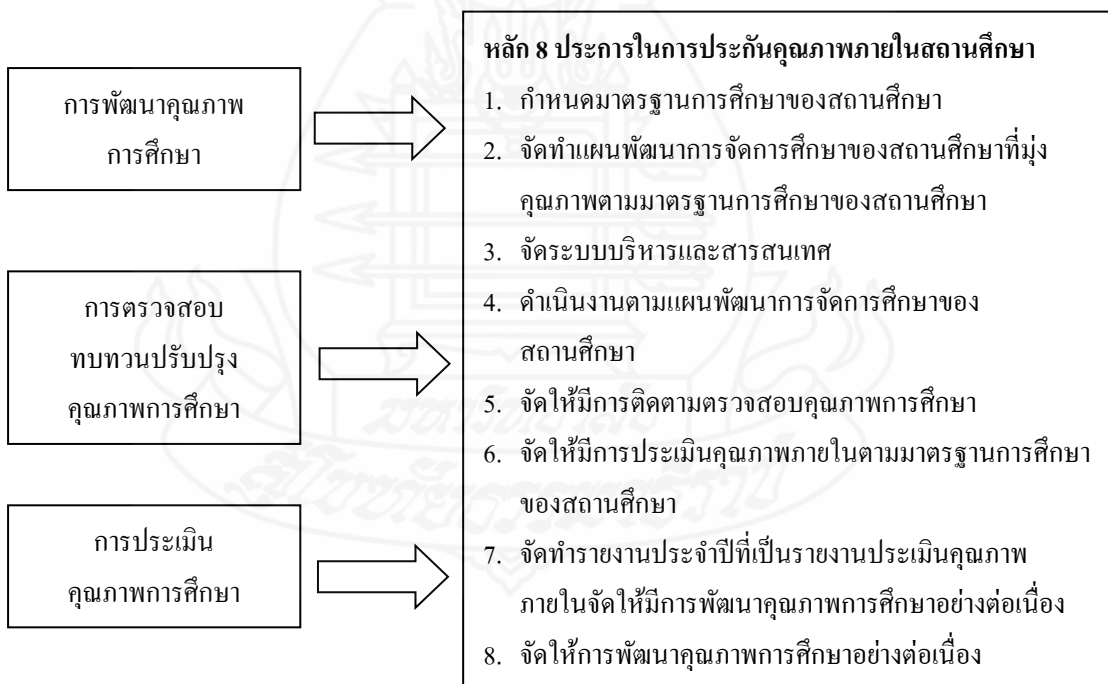 การพัฒนาคุณภาพ
การศึกษา
การตรวจสอบ
ทบทวนปรับปรุง
คุณภาพการศึกษา
การประเมิน
คุณภาพการศึกษา
หลัก 8 ประการในการประกันคุณภาพภายในสถานศึกษา
1. กำหนดมาตรฐานการศึกษาของสถานศึกษา
2. จัดทำแผนพัฒนาการจัดการศึกษาของสถานศึกษาที่มุ่ง
คุณภาพตามมาตรฐานการศึกษาของสถานศึกษา
3. จัดระบบบริหารและสารสนเทศ
4. ดำเนินงานตามแผนพัฒนาการจัดการศึกษาของ
สถานศึกษา
5. จัดให้มีการติดตามตรวจสอบคุณภาพการศึกษา
6. จัดให้มีการประเมินคุณภาพภายในตามมาตรฐานการศึกษา
ของสถานศึกษา
7. จัดทำรายงานประจำปีที่เป็นรายงานประเมินคุณภาพ
ภายในจัดให้มีการพัฒนาคุณภาพการศึกษาอย่างต่อเนื่อง
8. จัดให้การพัฒนาคุณภาพการศึกษาอย่างต่อเนื่อง
มหาวิทยาลัย
สุโขทัยธรรมาธิราช